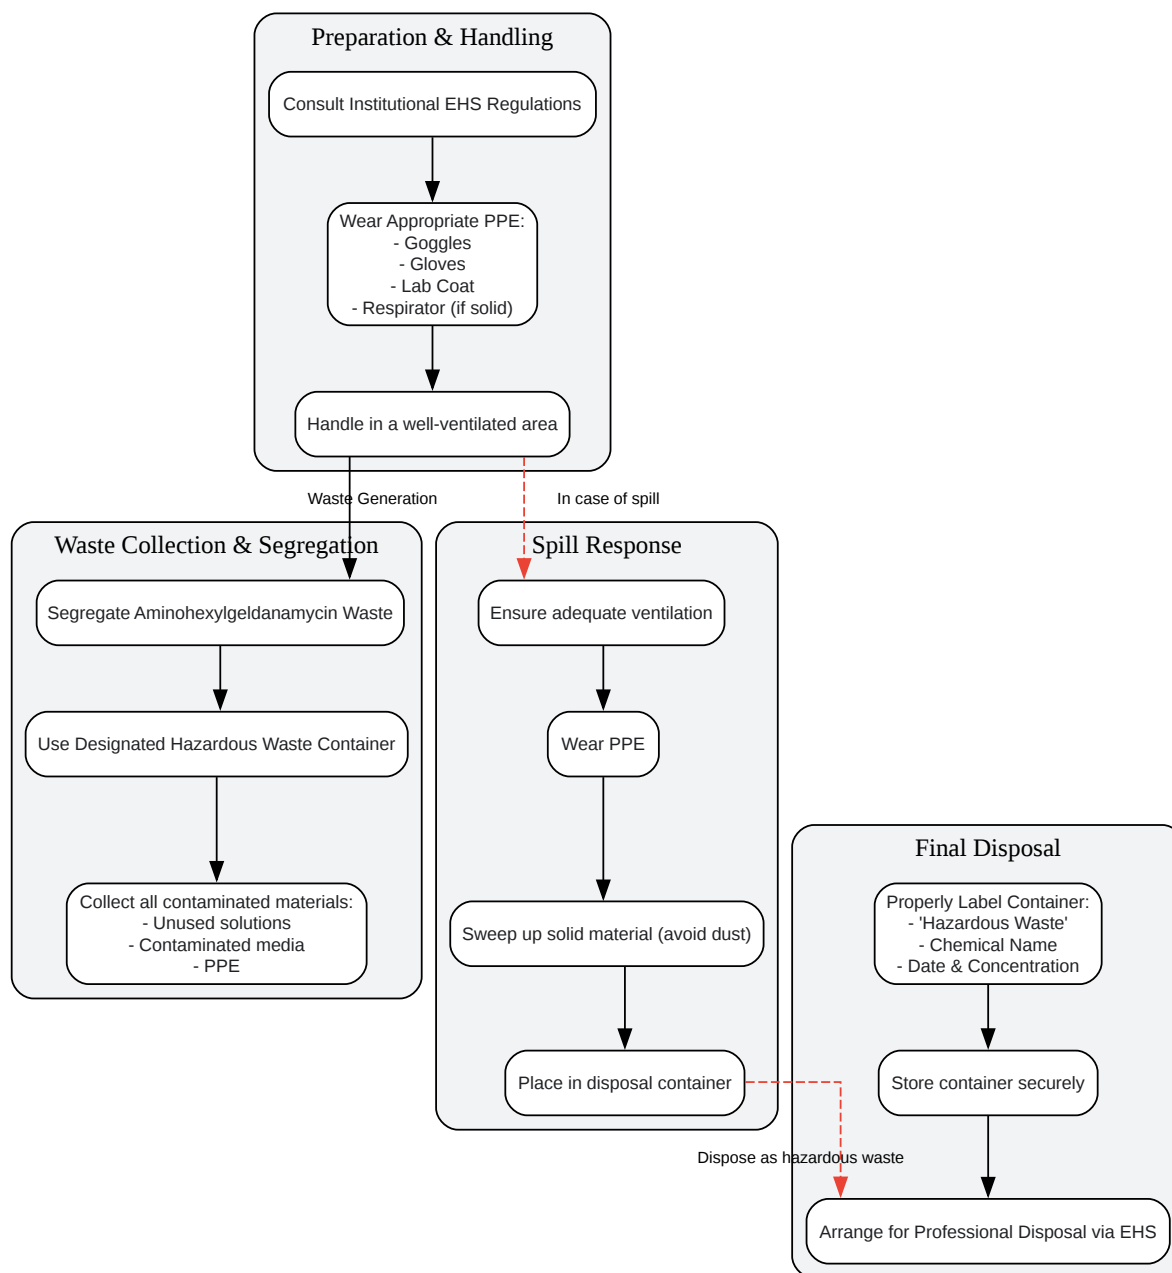 Preparation & Handling
Consult Institutional EHS Regulations
Wear Appropriate PPE:
- Goggles
- Gloves
- Lab Coat
- Respirator (if solid)
Handle in a well-ventilated area
Waste Generation
In case of spill
Waste Collection & Segregation
Segregate Aminohexylgeldanamycin Waste
Use Designated Hazardous Waste Container
Collect all contaminated materials:
- Unused solutions
- Contaminated media
- PPE
Spill Response
Ensure adequate ventilation
Wear PPE
Sweep up solid material (avoid dust)
Place in disposal container
Dispose as hazardous waste
Final Disposal
Properly Label Container:
- 'Hazardous Waste'
- Chemical Name
- Date & Concentration
Store container securely
Arrange for Professional Disposal via EHS